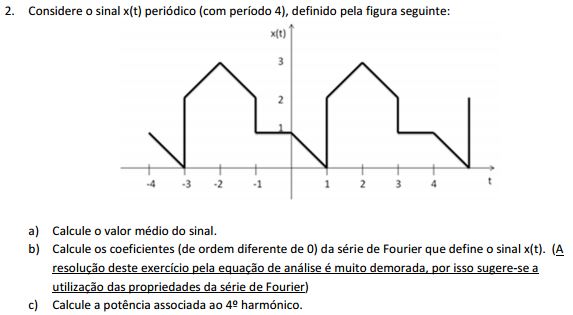 2. Considere o sinal x(t) periódico (com período 4), definido pela figura seguinte:
x(t)
3
2
1
-4 -3 -2 -1 1 2 3 4 t
a) Calcule o valor médio do sinal.
b) Calcule os coeficientes (de ordem diferente de 0) da série de Fourier que define o sinal x(t). (A
resolução deste exercício pela equação de análise é muito demorada, por isso sugere-se a
utilização das propriedades da série de Fourier)
c) Calcule a potência associada ao 4º harmónico.